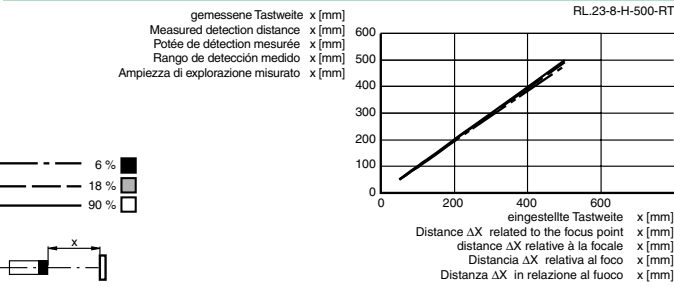 gemessene Tastweite x [mm]
Measured detection distance x [mm]
Potée de détection mesurée x [mm]
Rango de detección medido x [mm]
Ampiezza di explorazione misurato x [mm]
RL.23-8-H-500-RT
600
500
400
300
200
100
0
0 200 400 600
6 %
18 %
90 %
x
eingestellte Tastweite x [mm]
Distance ΔX related to the focus point x [mm]
distance ΔX relative à la focale x [mm]
Distancia ΔX relativa al foco x [mm]
Distanza ΔX in relazione al fuoco x [mm]